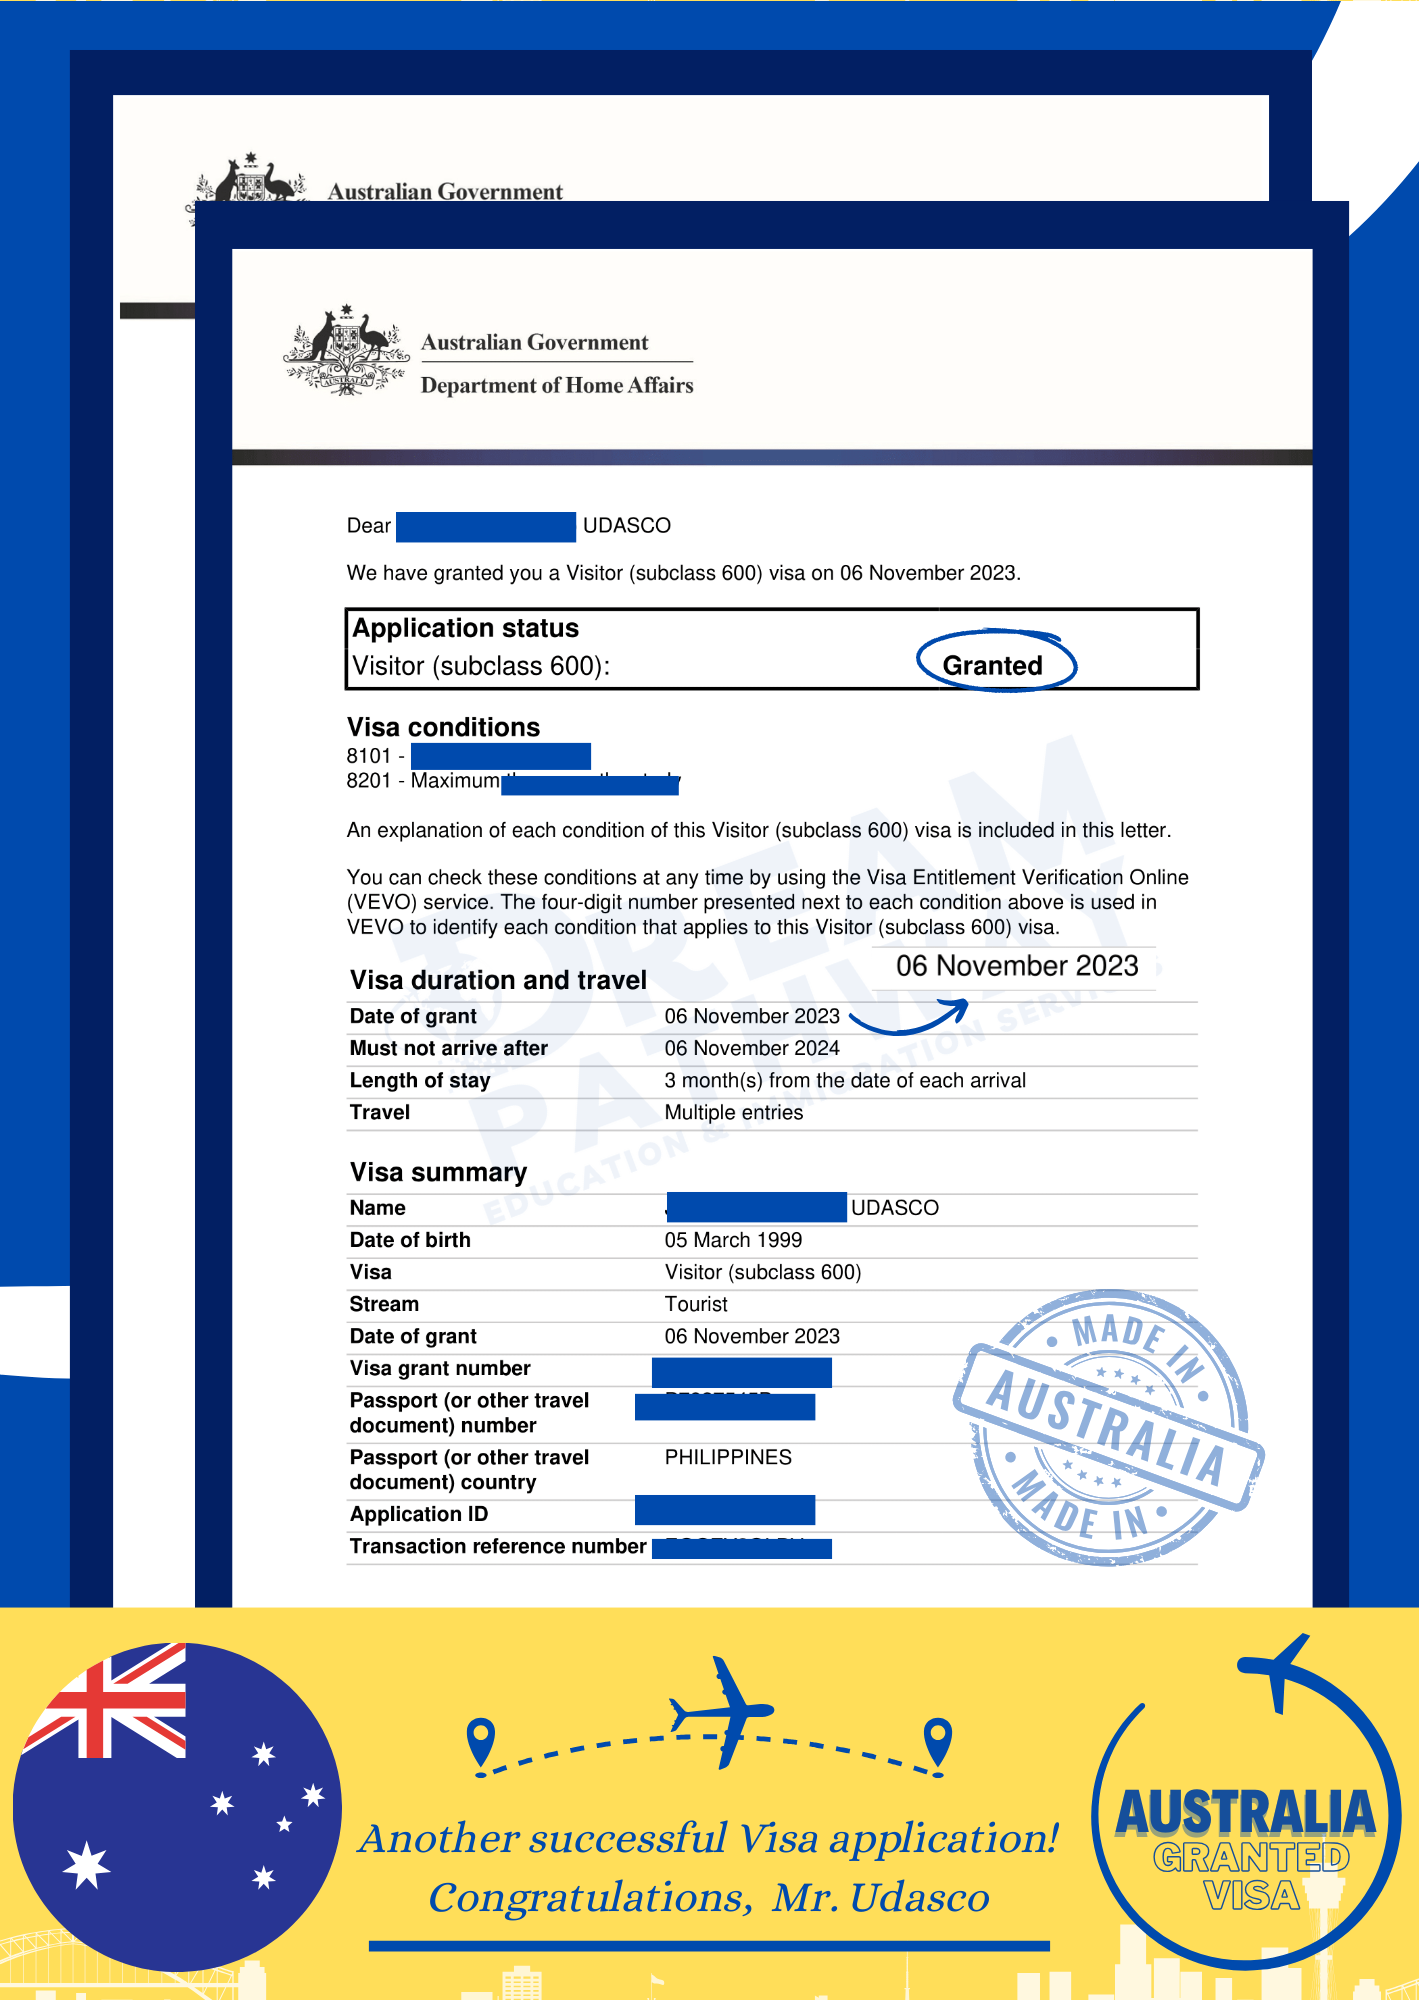 Australian Government
Australian Government
Department of Home Affairs
Dear UDASCO
We have granted you a Visitor (subclass 600) visa on 06 November 2023.
Application status
Visitor (subclass 600): Granted
Visa conditions
8101 -
8201 - Maximum
An explanation of each condition of this Visitor (subclass 600) visa is included in this letter.
You can check these conditions at any time by using the Visa Entitlement Verification Online
(VEVO) service. The four-digit number presented next to each condition above is used in
VEVO to identify each condition that applies to this Visitor (subclass 600) visa.
06 November 2023
Visa duration and travel
Date of grant 06 November 2023
Must not arrive after 06 November 2024
Length of stay 3 month(s) from the date of each arrival
Travel Multiple entries
DREAM
PATHWAY
EDUCATION & IMMIGRATION SERVICES
Visa summary
Name UDASCO
Date of birth 05 March 1999
Visa Visitor (subclass 600)
Stream Tourist
Date of grant 06 November 2023
Visa grant number
Passport (or other travel
document) number
Passport (or other travel PHILIPPINES
document) country
Application ID
Transaction reference number
MADE IN
AUSTRALIA
MADE IN
Another successful Visa application!
Congratulations, Mr. Udasco
AUSTRALIA
GRANTED
VISA